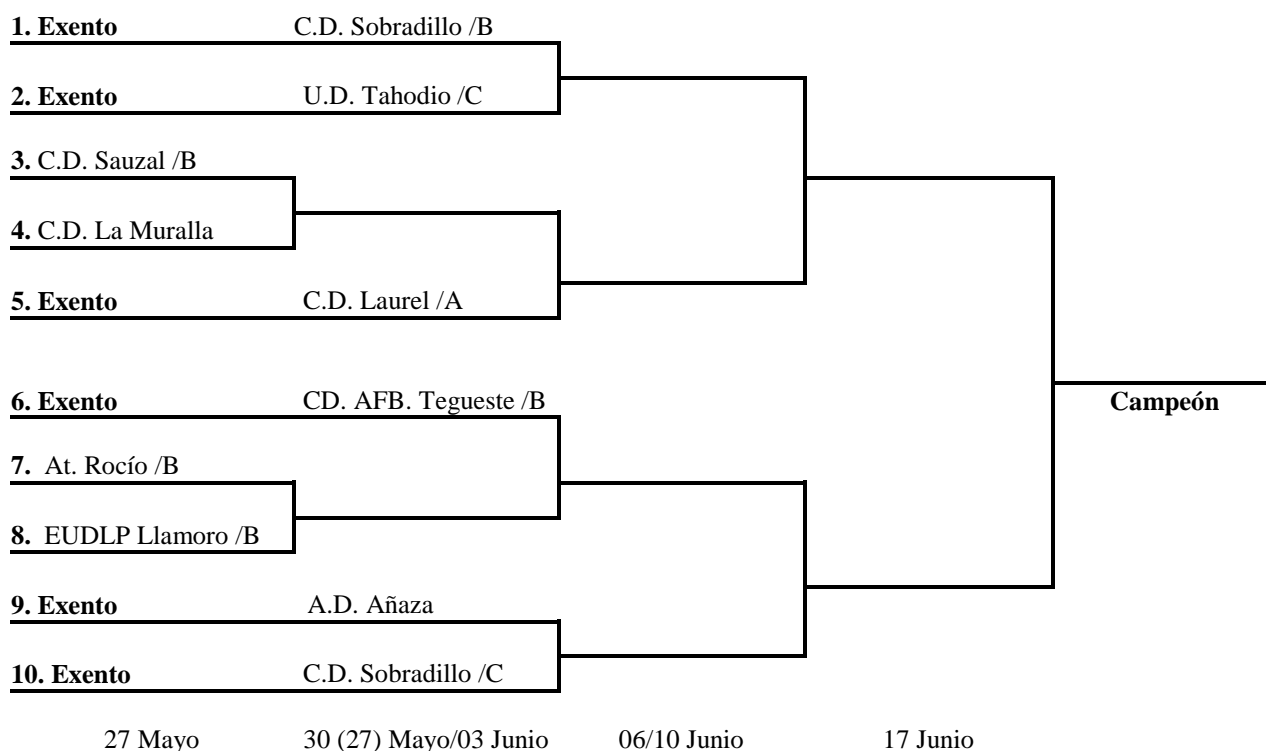 1. Exento C.D. Sobradillo /B
2. Exento U.D. Tahodio /C
3. C.D. Sauzal /B
4. C.D. La Muralla
5. Exento C.D. Laurel /A
6. Exento CD. AFB. Tegueste /B
Campeón
7. At. Rocío /B
8. EUDLP Llamoro /B
9. Exento A.D. Añaza
10. Exento C.D. Sobradillo /C
27 Mayo 30 (27) Mayo/03 Junio 06/10 Junio 17 Junio